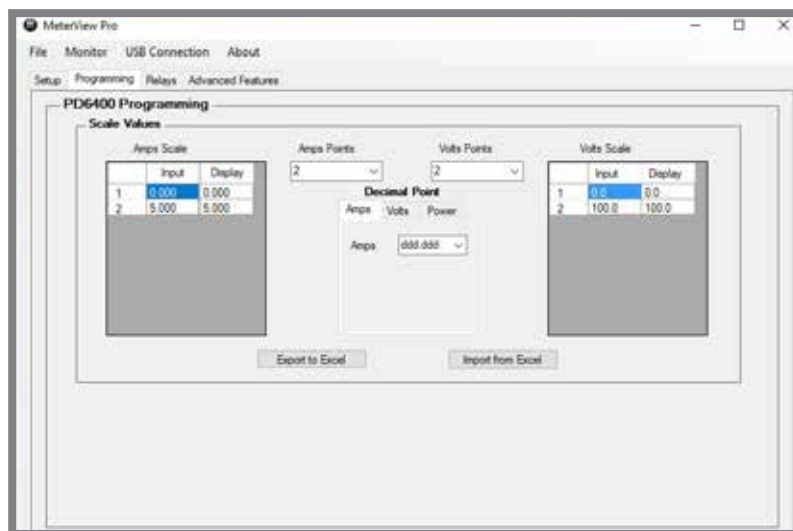 MeterView Pro
File Monitor USB Connection About
Setup Programming Relays Advanced Features
PD6400 Programming
Scale Values
Amps Scale Amps Points Volts Points Volts Scale
Input Display 2 2 Input Display
1 0.000 0.000 Decimal Point 1 0.0 0.0
2 5.000 5.000 Amps Volts Power 2 100.0 100.0
Amps ddd.ddd
Export to Excel Import from Excel